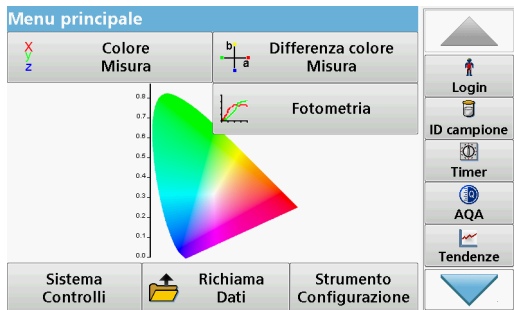 Menu principale
X
y
z
Colore
Misura
b
a
Differenza colore
Misura
Fotometria
0.8
0.7
0.6
0.5
0.4
0.3
0.2
0.1
0.0
Sistema
Controlli
Richiama
Dati
Strumento
Configurazione
Login
ID campione
Timer
Q
AQA
Tendenze